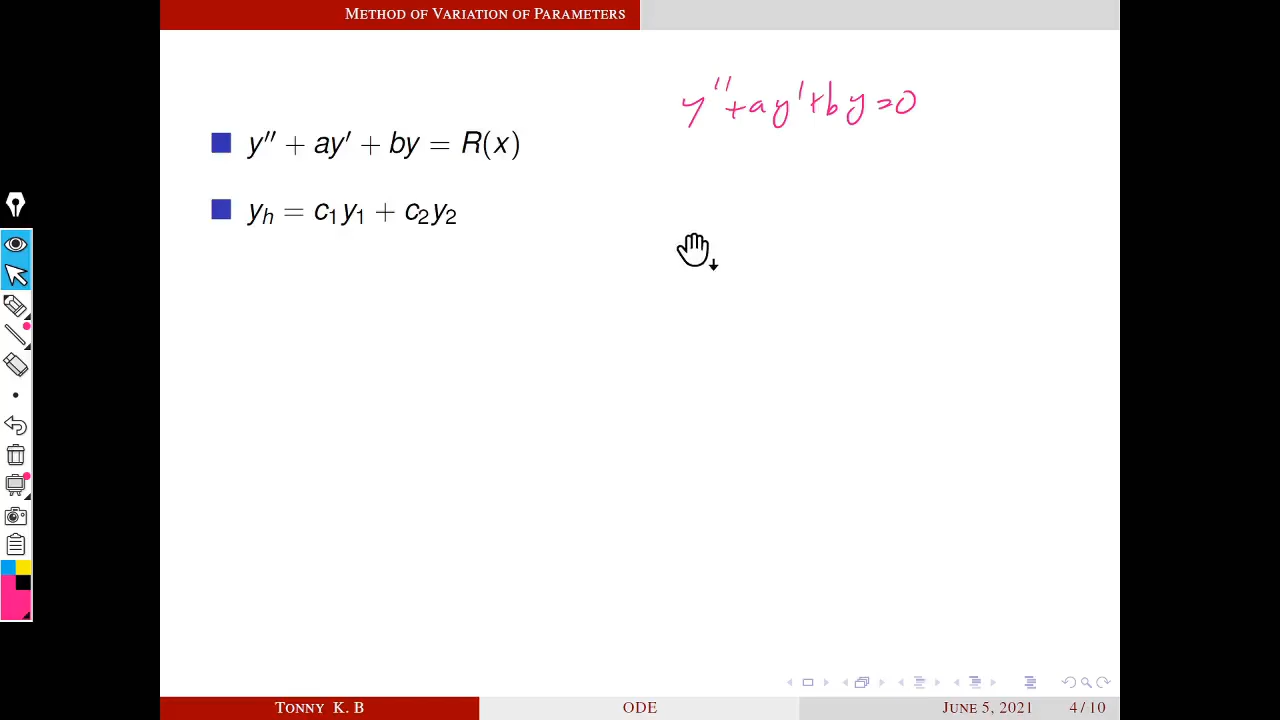 METHOD OF VARIATION OF PARAMETERS
y'' + ay' + by = 0
y'' + ay' + by = R(x)
y_h = c_1y_1 + c_2y_2
TONNY K. B ODE JUNE 5, 2021 4/10